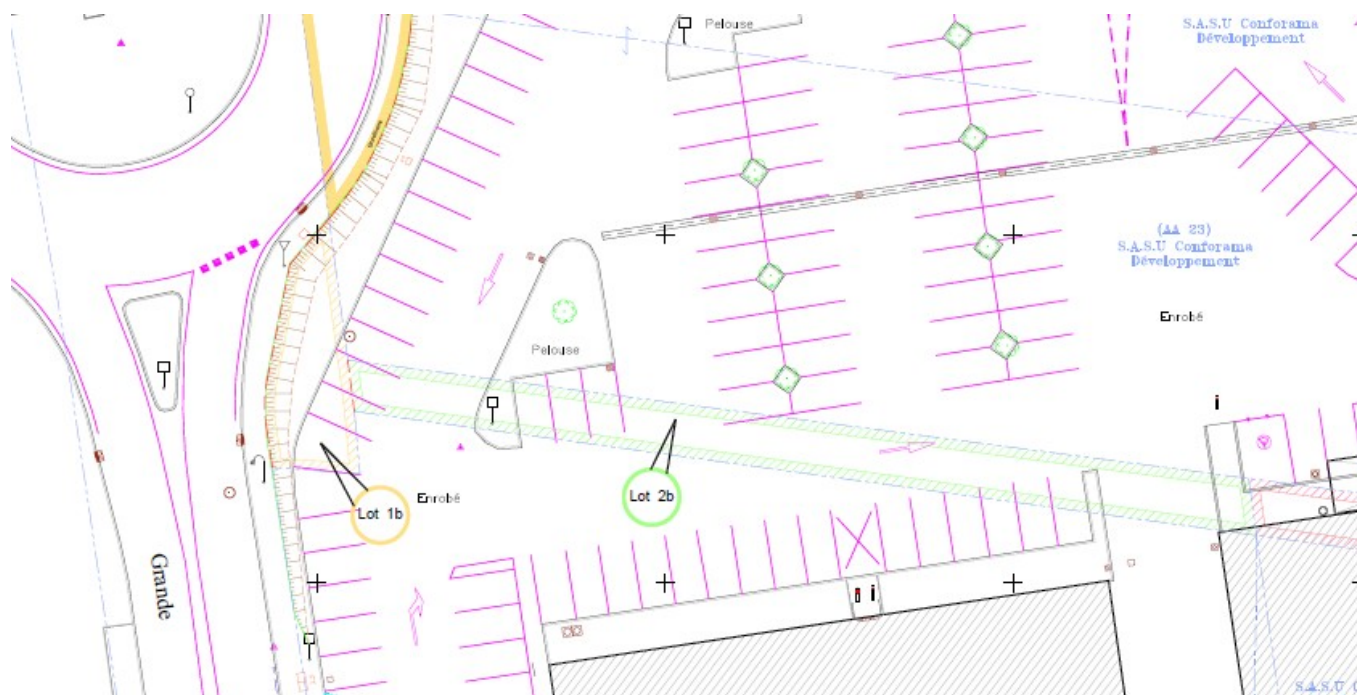 Pelouse
S.A.S.U Conforama
Développement
(AA 23)
S.A.S.U Conforama
Développement
Enrobé
Pelouse
Lot 2b
Enrobé
Lot 1b
Grande